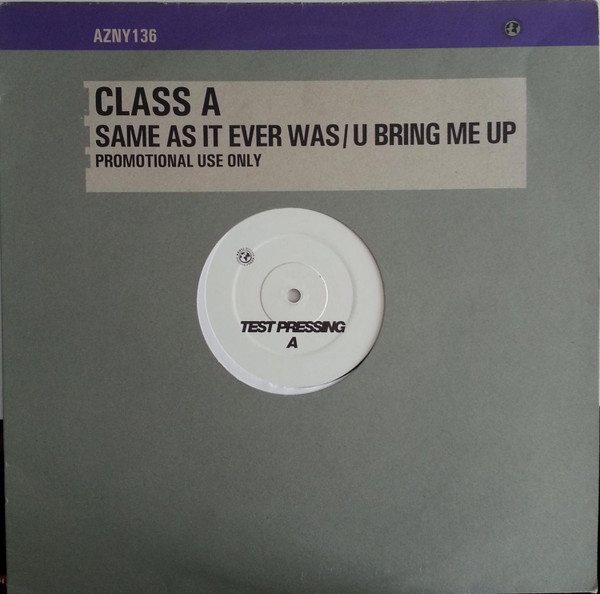 AZNY136
CLASS A
SAME AS IT EVER WAS/U BRING ME UP
PROMOTIONAL USE ONLY
TEST PRESSING
A